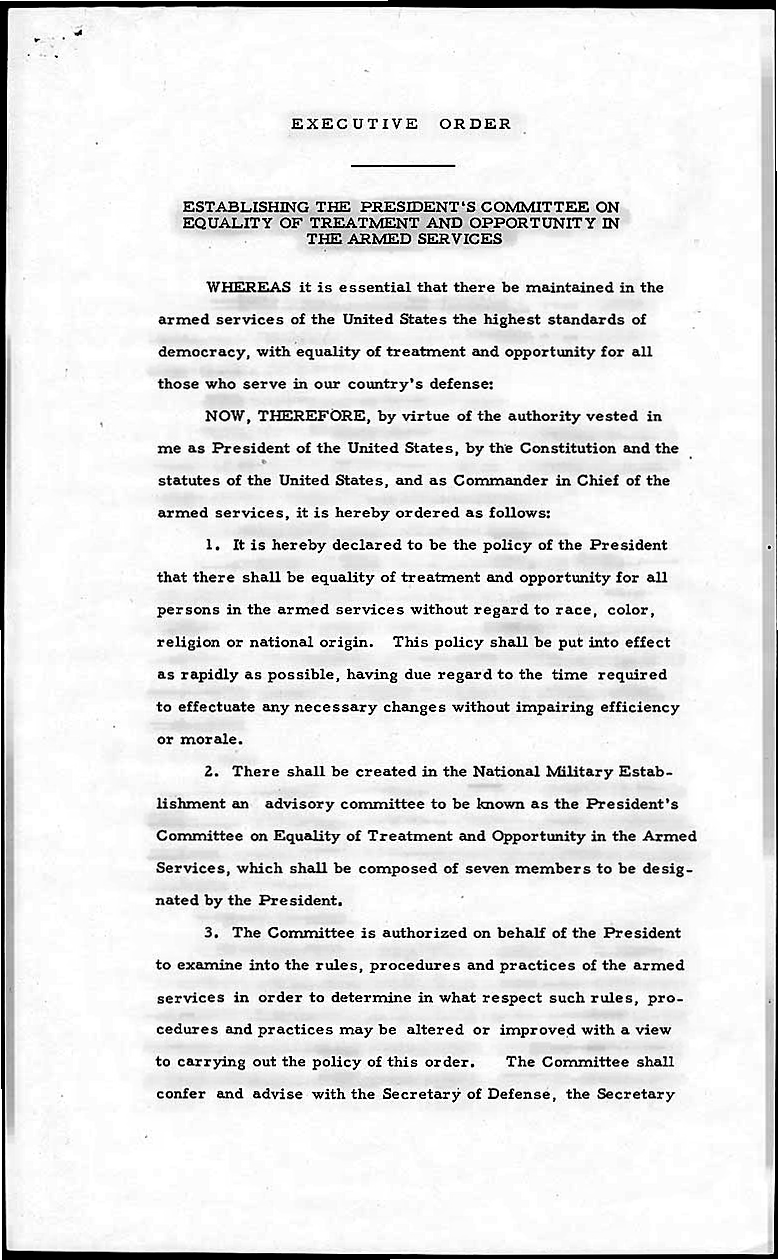 EXECUTIVE ORDER
ESTABLISHING THE PRESIDENT'S COMMITTEE ON
EQUALITY OF TREATMENT AND OPPORTUNITY IN
THE ARMED SERVICES
WHEREAS it is essential that there be maintained in the
armed services of the United States the highest standards of
democracy, with equality of treatment and opportunity for all
those who serve in our country's defense:
NOW, THEREFORE, by virtue of the authority vested in
me as President of the United States, by the Constitution and the
statutes of the United States, and as Commander in Chief of the
armed services, it is hereby ordered as follows:
1. It is hereby declared to be the policy of the President
that there shall be equality of treatment and opportunity for all
persons in the armed services without regard to race, color,
religion or national origin. This policy shall be put into effect
as rapidly as possible, having due regard to the time required
to effectuate any necessary changes without impairing efficiency
or morale.
2. There shall be created in the National Military Estab-
lishment an advisory committee to be known as the President's
Committee on Equality of Treatment and Opportunity in the Armed
Services, which shall be composed of seven members to be desig-
nated by the President.
3. The Committee is authorized on behalf of the President
to examine into the rules, procedures and practices of the armed
services in order to determine in what respect such rules, pro-
cedures and practices may be altered or improved with a view
to carrying out the policy of this order. The Committee shall
confer and advise with the Secretary of Defense, the Secretary